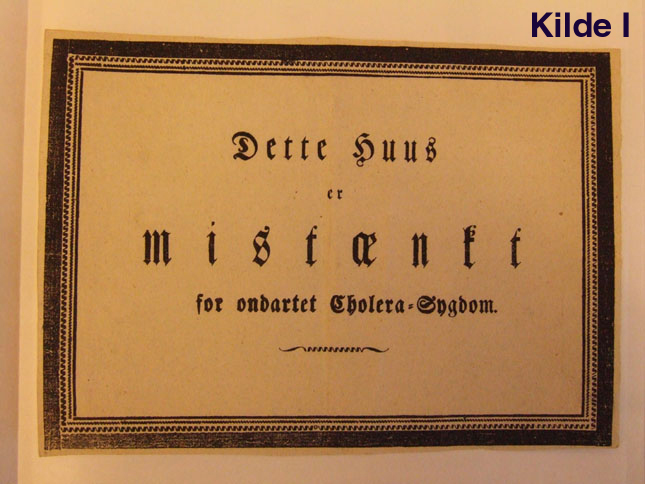 Kilde I
Dette Huus
er
mistænkt
for ondartet Cholera-Sygdom.